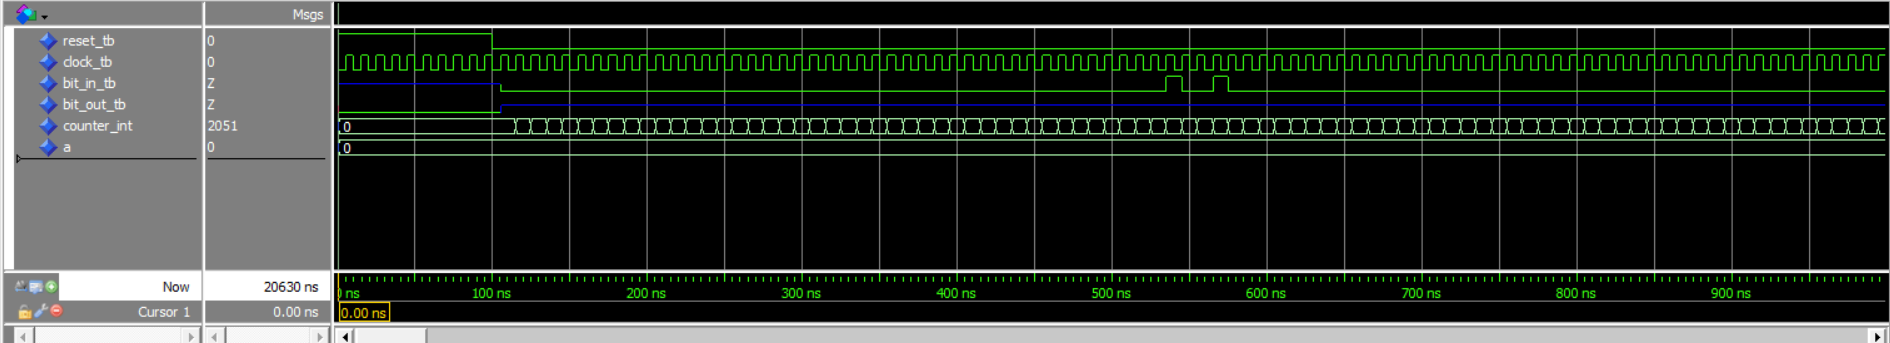 Msgs
reset_tb 0
clock_tb 0
bit_in_tb Z
bit_out_tb Z
counter_int 2051 0
a 0 0
Now 20630 ns ns 100 ns 200 ns 300 ns 400 ns 500 ns 600 ns 700 ns 800 ns 900 ns
Cursor 1 0.00 ns 0.00 ns